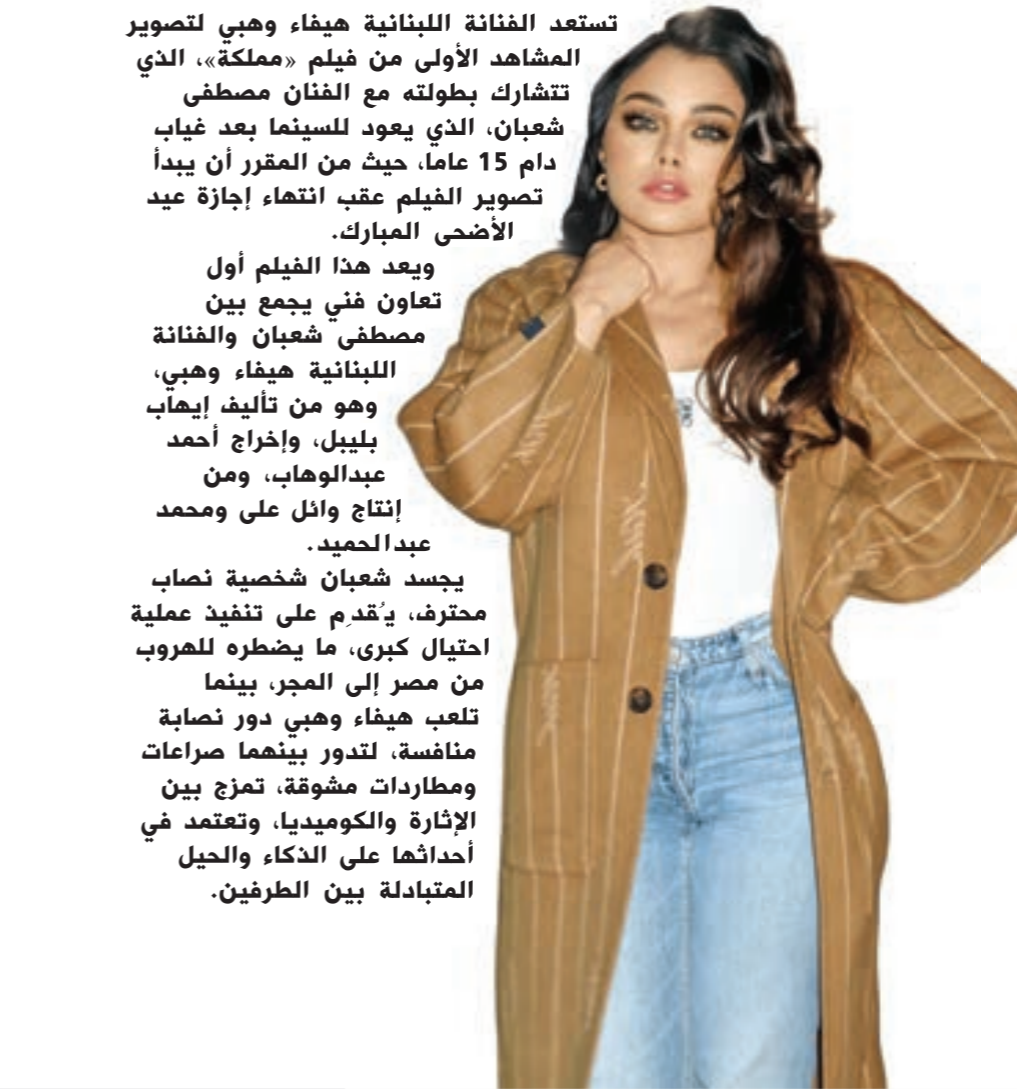 تستعد الفنانة اللبنانية هيفاء وهبي لتصوير
المشاهد الأولى من فيلم «مملكة»، الذي
تتشارك بطولته مع الفنان مصطفى
شعبان، الذي يعود للسينما بعد غياب
دام 15 عاما، حيث من المقرر أن يبدأ
تصوير الفيلم عقب انتهاء إجازة عيد
الأضحى المبارك.
ويعد هذا الفيلم أول
تعاون فني يجمع بين
مصطفى شعبان والفنانة
اللبنانية هيفاء وهبي،
وهو من تأليف إيهاب
بليبل، وإخراج أحمد
عبدالوهاب، ومن
إنتاج وائل على ومحمد
عبدالحميد.
يجسد شعبان شخصية نصاب
محترف، يُقدِم على تنفيذ عملية
احتيال كبرى، ما يضطره للهروب
من مصر إلى المجر، بينما
تلعب هيفاء وهبي دور نصابة
منافسة، لتدور بينهما صراعات
ومطاردات مشوقة، تمزج بين
الإثارة والكوميديا، وتعتمد في
أحداثها على الذكاء والحيل
المتبادلة بين الطرفين.